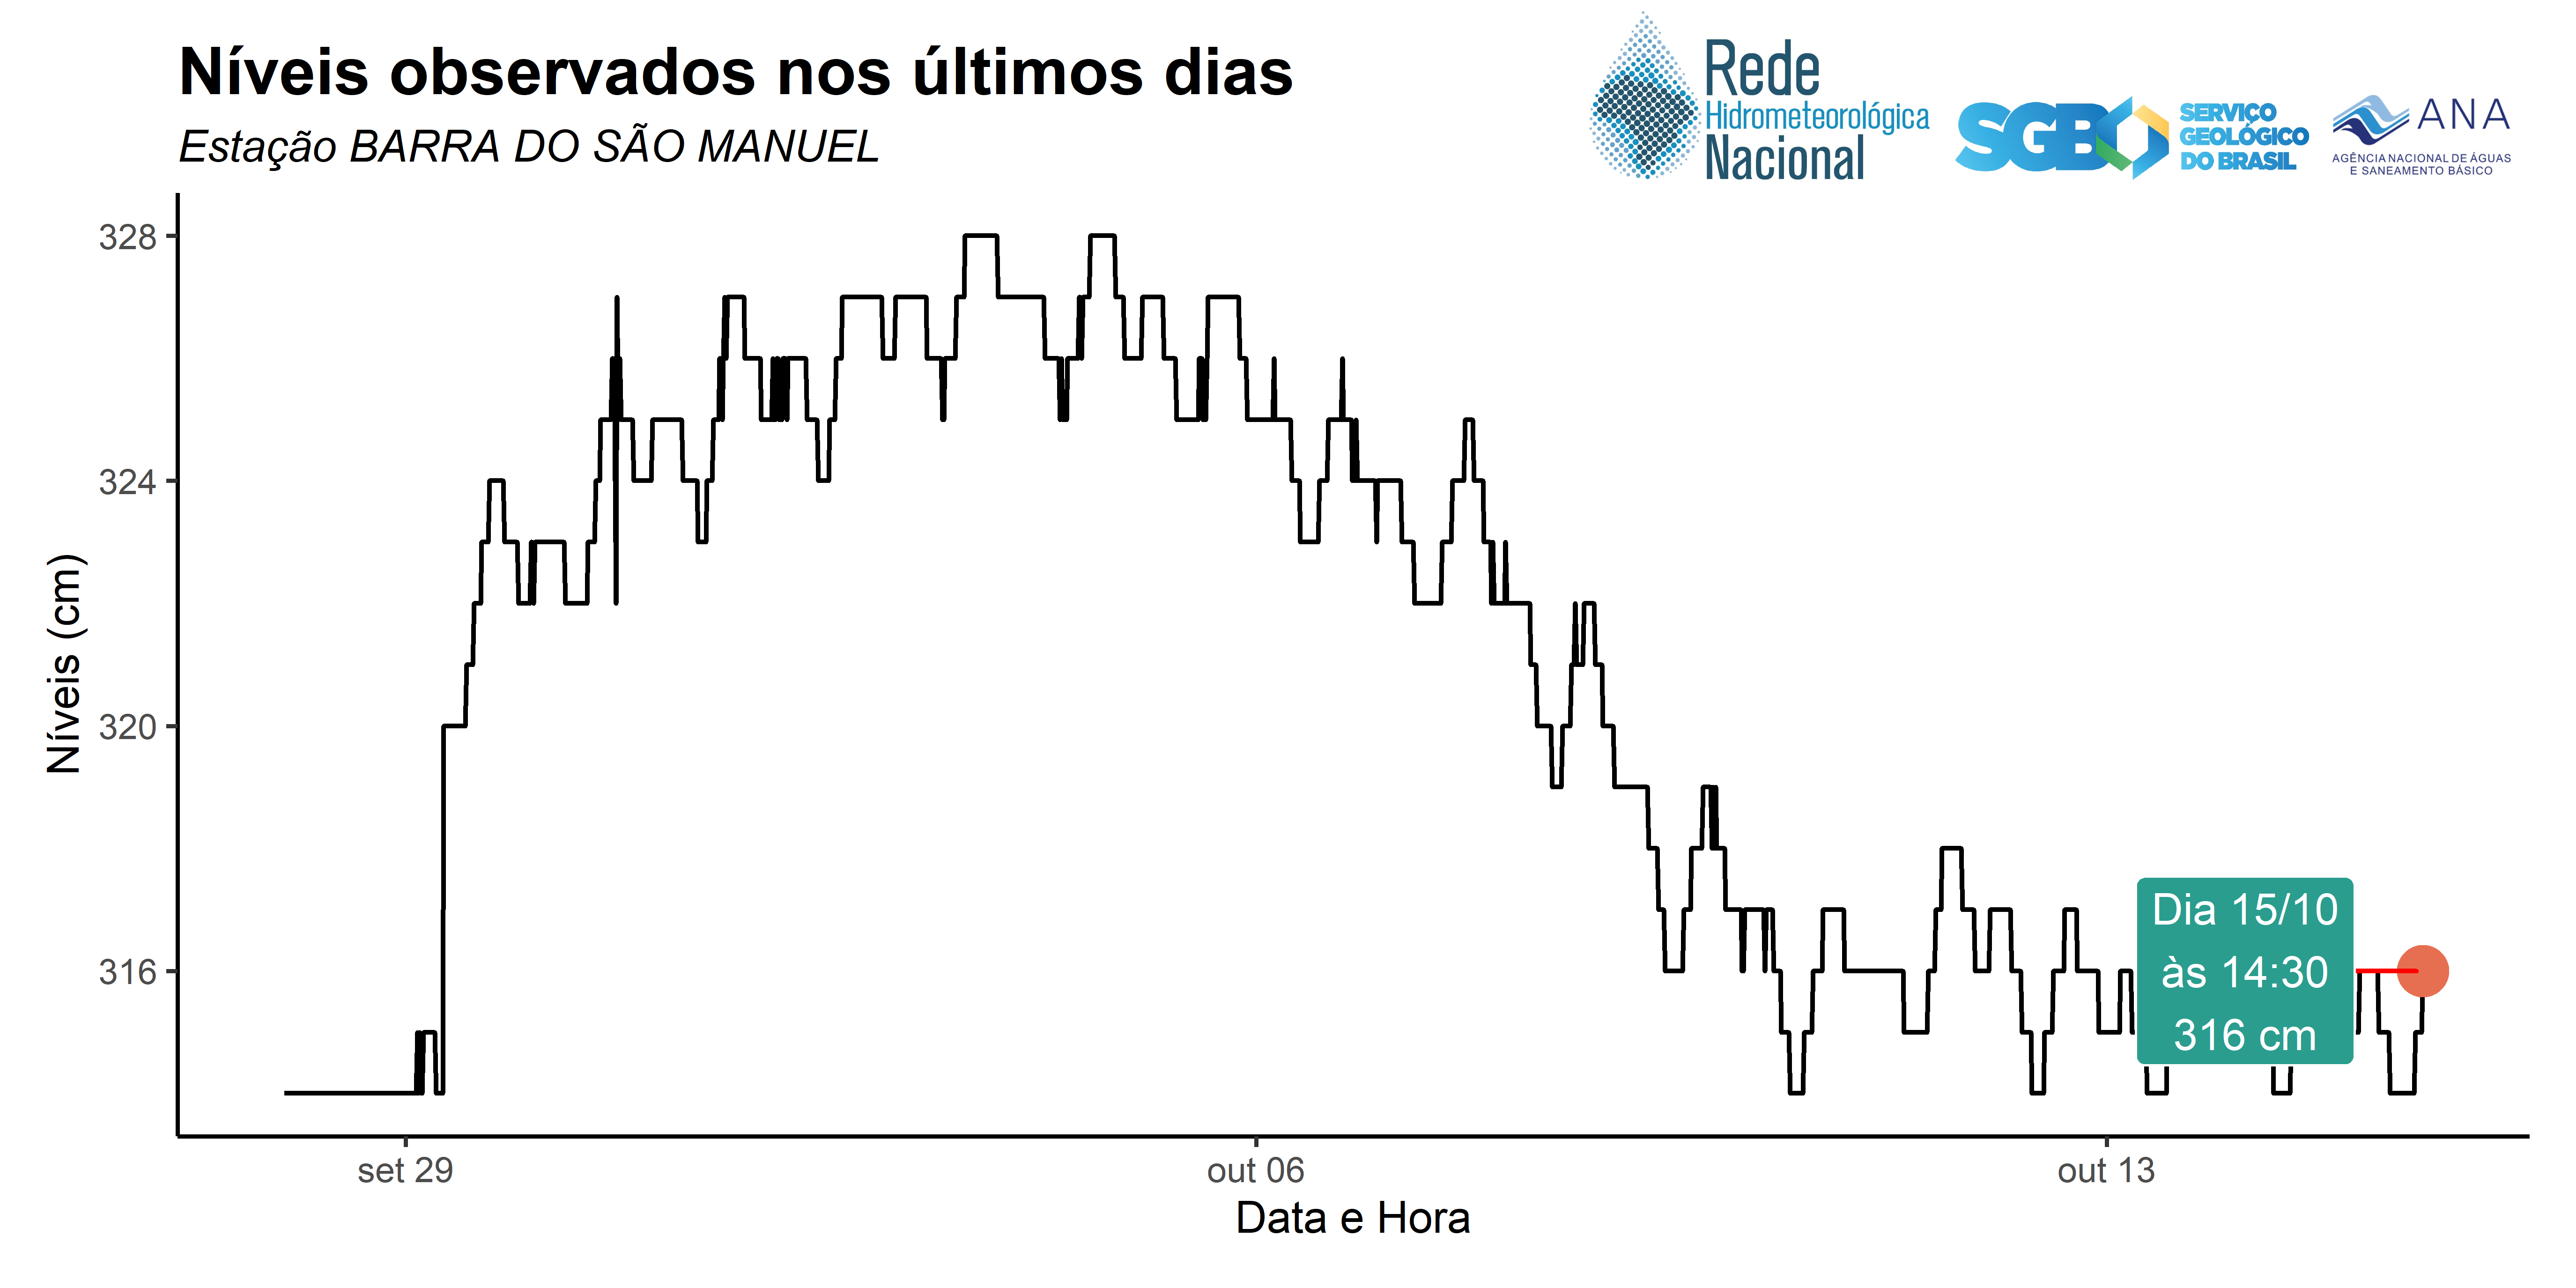 Níveis observados nos últimos dias
Estação BARRA DO SÃO MANUEL
Rede
Hidrometeorológica
Nacional
SGB
SERVIÇO
GEOLÓGICO
DO BRASIL
ANA
AGÊNCIA NACIONAL DE ÁGUAS
E SANEAMENTO BÁSICO
Níveis (cm)
328
324
320
316
Dia 15/10
às 14:30
316 cm
set 29
out 06
out 13
Data e Hora